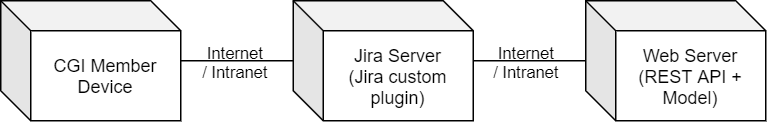 CGI Member
Device
Internet
/ Intranet
Jira Server
(Jira custom
plugin)
Internet
/ Intranet
Web Server
(REST API +
Model)